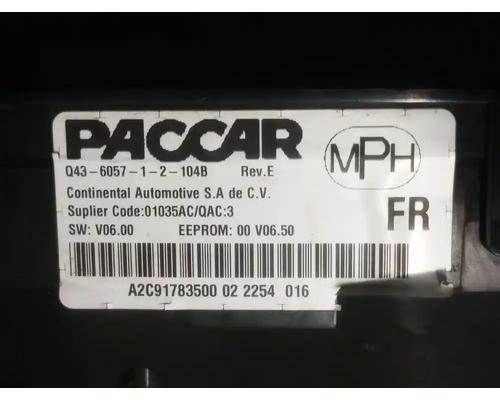 PACCAR
Q43-6057-1-2-104B Rev.E
MPH
Continental Automotive S.A de C.V.
Suplier Code:01035AC/QAC:3
FR
SW: V06.00 EEPROM: 00 V06.50
A2C91783500 02 2254 016